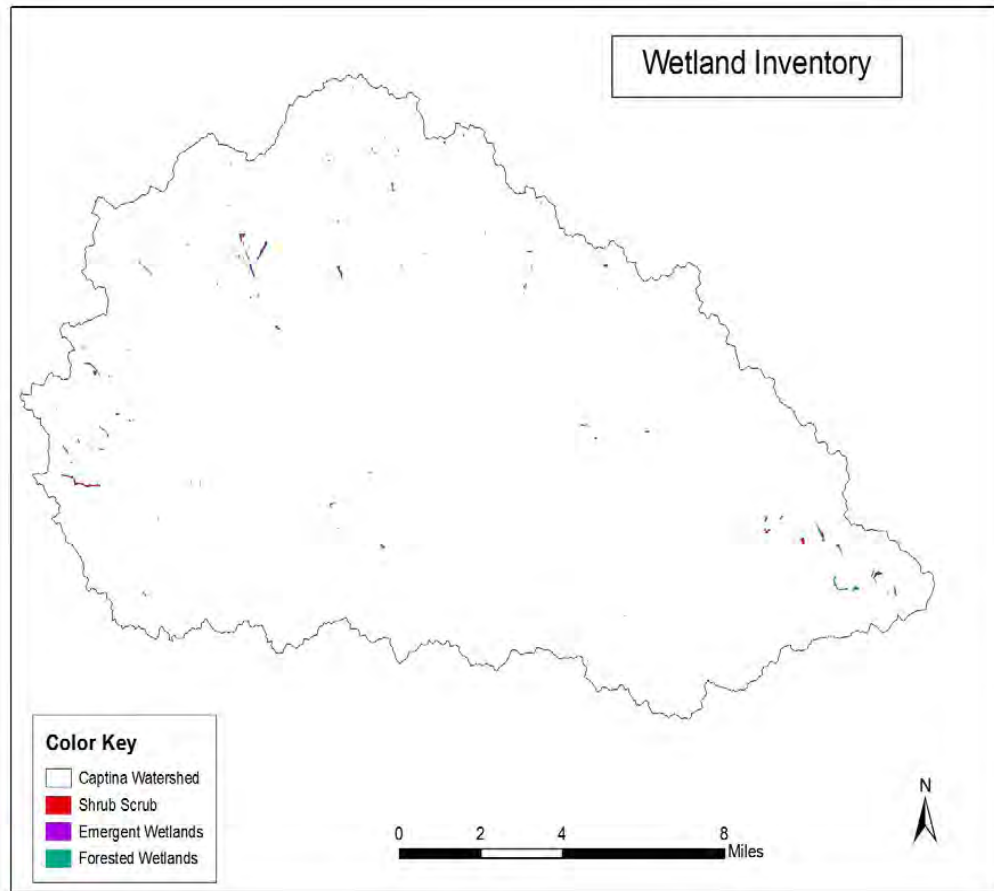 Wetland Inventory
Color Key
Captina Watershed
Shrub Scrub
Emergent Wetlands
Forested Wetlands
0 2 4 8
Miles
N